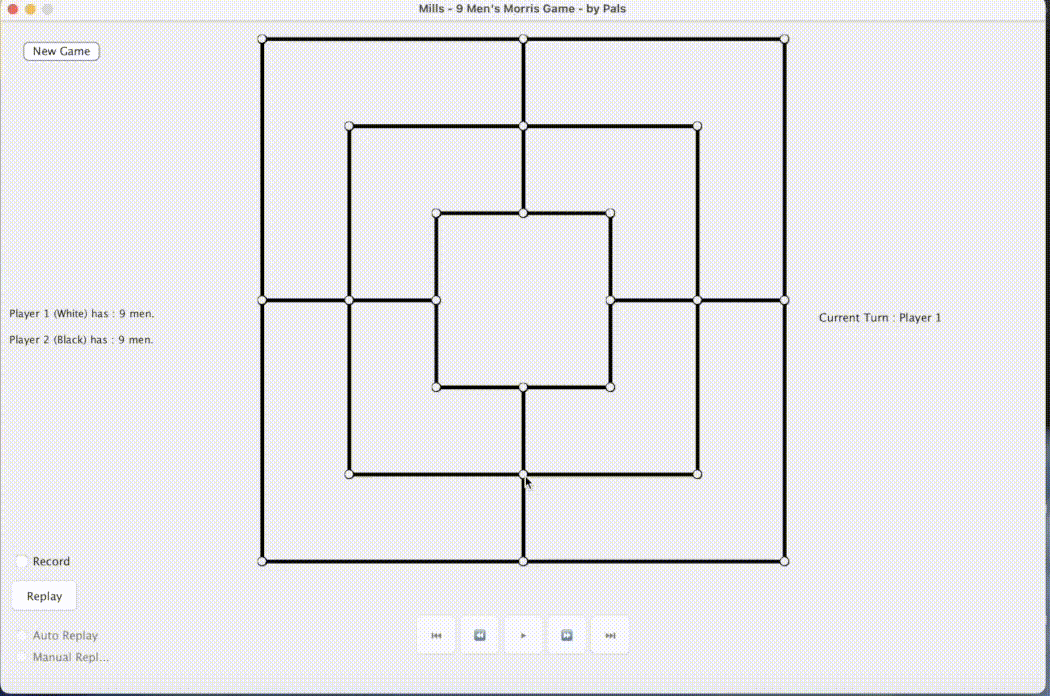 Mills - 9 Men's Morris Game - by Pals
New Game
Player 1 (White) has : 9 men.
Player 2 (Black) has : 9 men.
Current Turn : Player 1
Record
Replay
Auto Replay
Manual Repl...